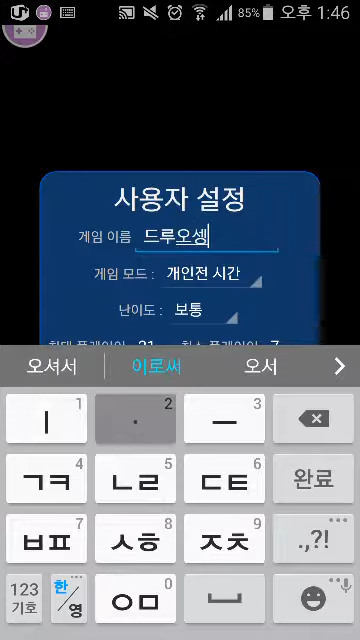 85% 오후 1:46
사용자 설정
게임 이름 드루오셍
게임 모드 : 개인전 시간
난이도 : 보통
21 7
오셔서 이로써 오서
ㅣ 1 · 2 ㅡ 3
ㄱㅋ 4 ㄴㄹ 5 ㄷㅌ 6 완료
ㅂㅍ 7 ㅅㅎ 8 ㅈㅊ 9 .,?!
123 기호 한/영 ㅇㅁ 0